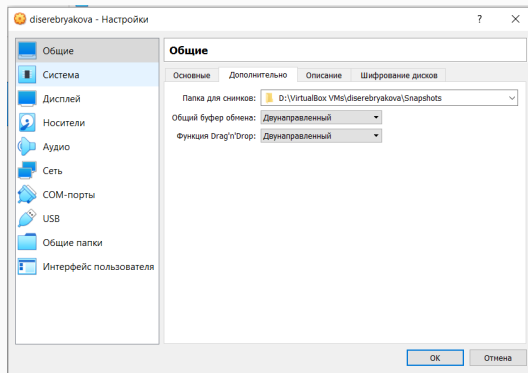 diserebryakova - Настройки
?
Общие
Система
Дисплей
Носители
Аудио
Сеть
COM-порты
USB
Общие папки
Интерфейс пользователя
Общие
Основные Дополнительно Описание Шифрование дисков
Папка для снимков: D:\VirtualBox VMs\diserebryakova\Snapshots
Общий буфер обмена: Двунаправленный
Функция Drag'n'Drop: Двунаправленный
ОК Отмена